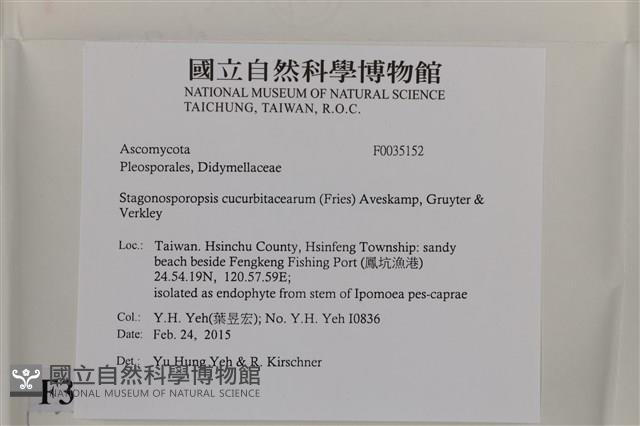 國立自然科學博物館
NATIONAL MUSEUM OF NATURAL SCIENCE
TAICHUNG, TAIWAN, R.O.C.
Ascomycota F0035152
Pleosporales, Didymellaceae
Stagonosporopsis cucurbitacearum (Fries) Aveskamp, Gruyter &
Verkley
Loc.: Taiwan. Hsinchu County, Hsinfeng Township: sandy
beach beside Fengkeng Fishing Port (鳳坑漁港)
24.54.19N, 120.57.59E;
isolated as endophyte from stem of Ipomoea pes-caprae
Col.: Y.H. Yeh(葉昱宏); No. Y.H. Yeh I0836
Date: Feb. 24, 2015
Det.: Yu Hung Yeh & R. Kirschner
國立自然科學博物館
NATIONAL MUSEUM OF NATURAL SCIENCE
F3